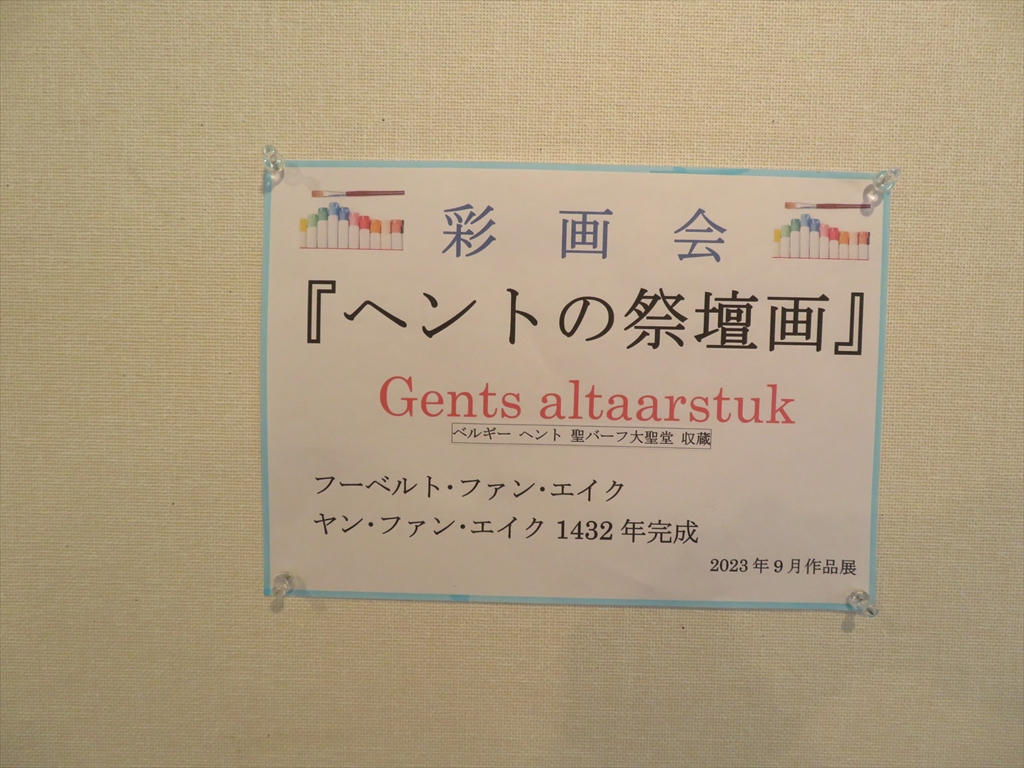 彩画会
『ヘントの祭壇画』
Gents altaarstuk
ベルギー ヘント 聖バーフ大聖堂 収蔵
フーベルト・ファン・エイク
ヤン・ファン・エイク 1432 年完成
2023 年 9 月作品展